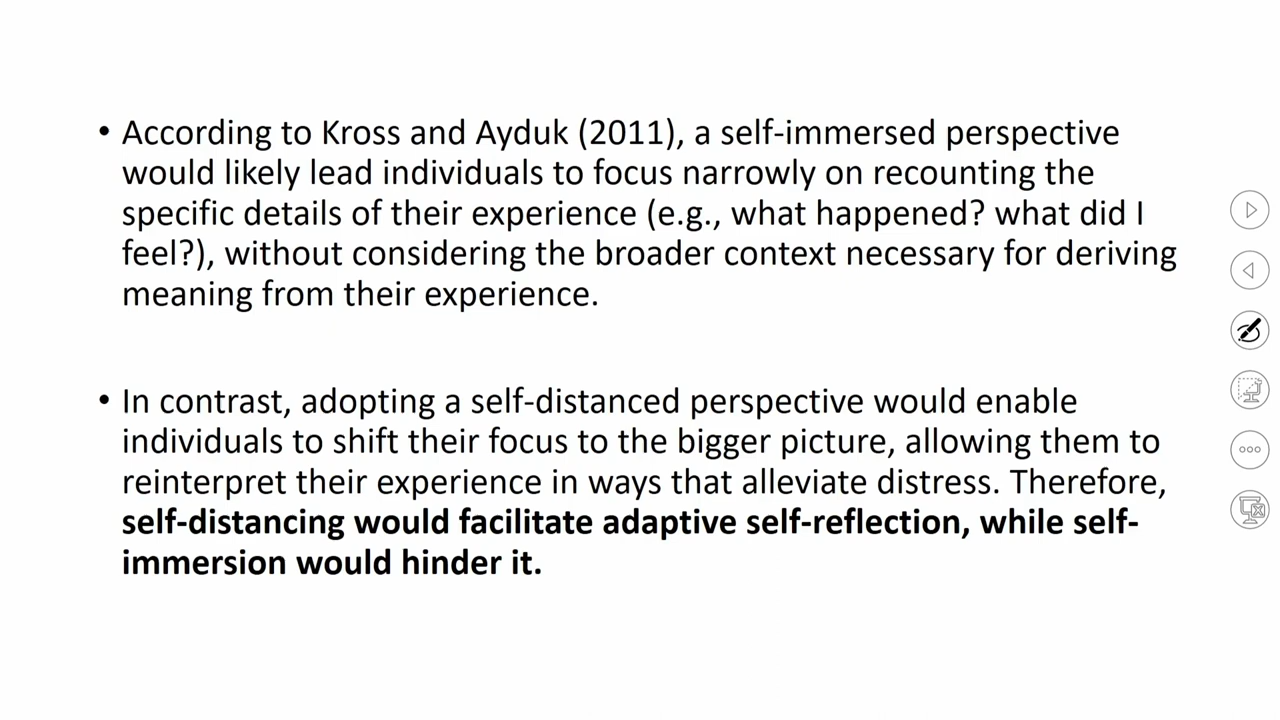 • According to Kross and Ayduk (2011), a self-immersed perspective
would likely lead individuals to focus narrowly on recounting the
specific details of their experience (e.g., what happened? what did I
feel?), without considering the broader context necessary for deriving
meaning from their experience.
• In contrast, adopting a self-distanced perspective would enable
individuals to shift their focus to the bigger picture, allowing them to
reinterpret their experience in ways that alleviate distress. Therefore,
self-distancing would facilitate adaptive self-reflection, while self-
immersion would hinder it.